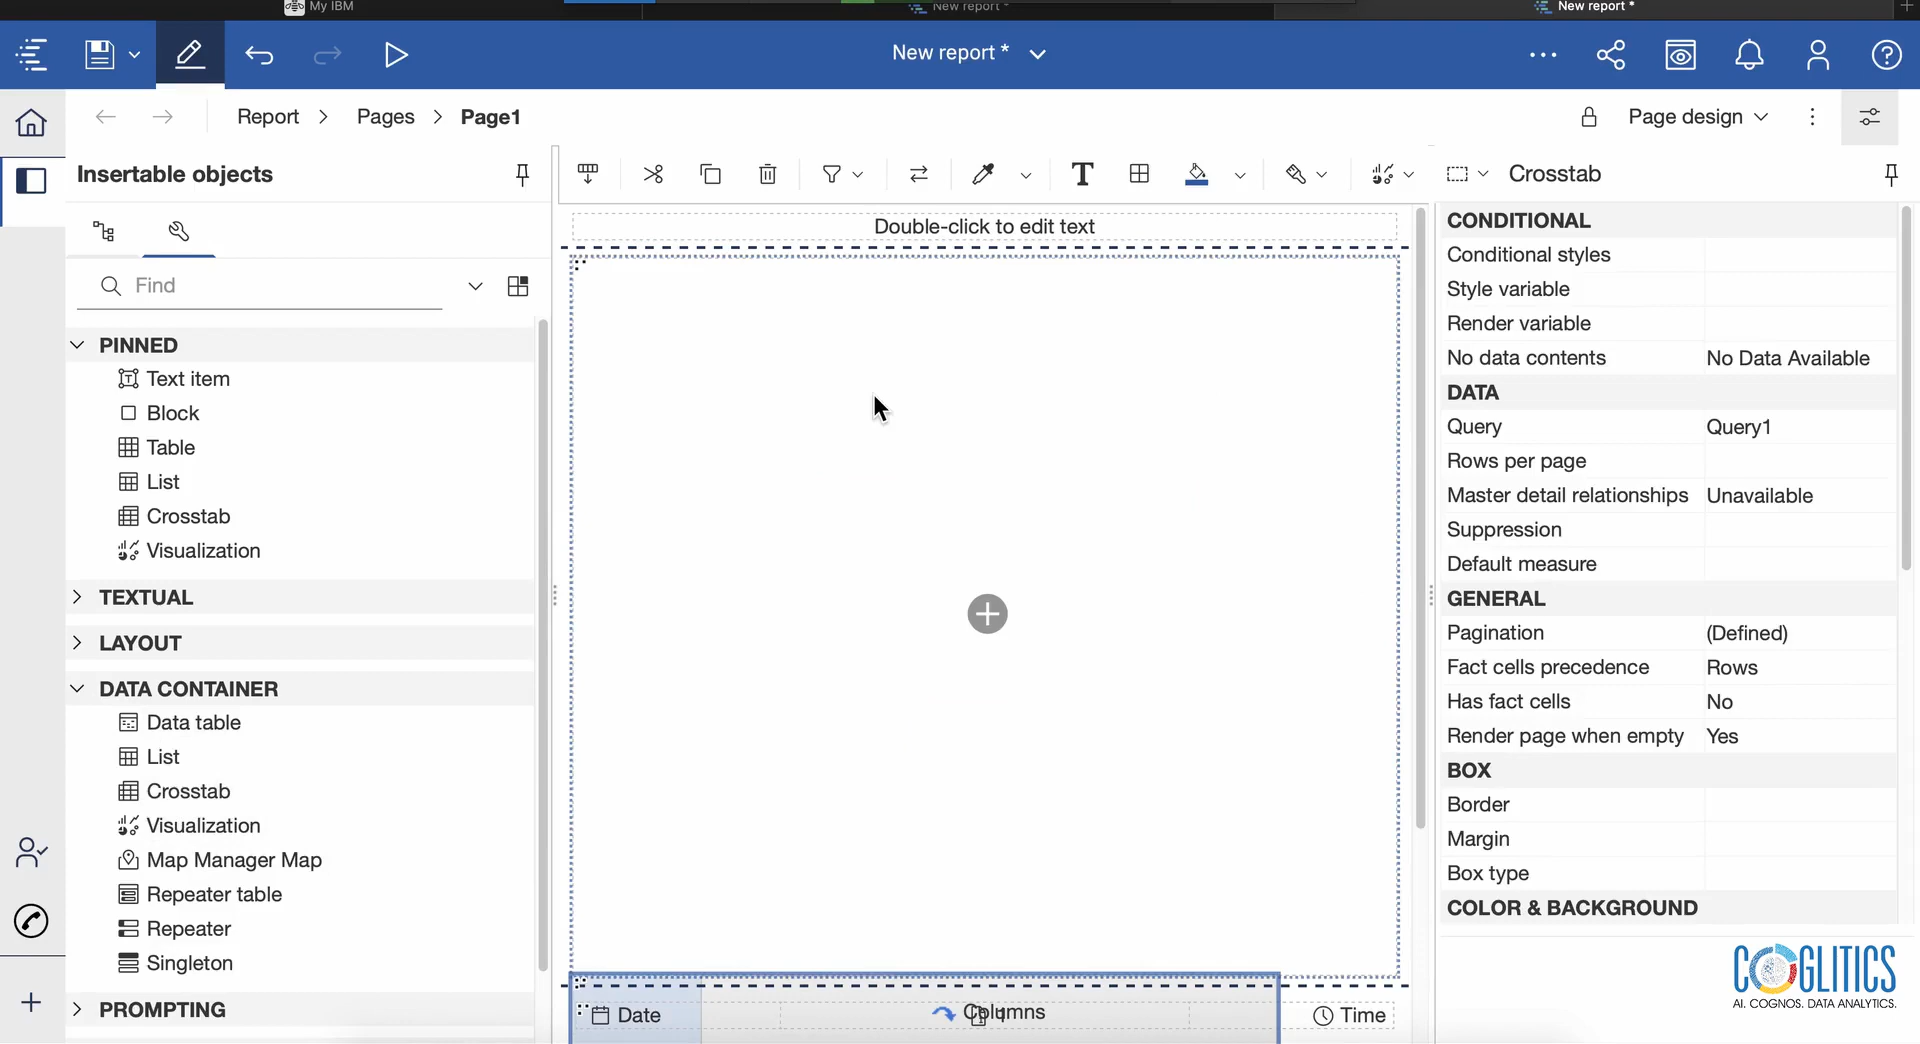 My IBM
New report *
New report *
New report *
Report
Pages
Page1
Page design
Insertable objects
Crosstab
Find
PINNED
Text item
Block
Table
List
Crosstab
Visualization
TEXTUAL
LAYOUT
DATA CONTAINER
Data table
List
Crosstab
Visualization
Map Manager Map
Repeater table
Repeater
Singleton
PROMPTING
Double-click to edit text
Date
Columns
Time
CONDITIONAL
Conditional styles
Style variable
Render variable
No data contents No Data Available
DATA
Query Query1
Rows per page
Master detail relationships Unavailable
Suppression
Default measure
GENERAL
Pagination (Defined)
Fact cells precedence Rows
Has fact cells No
Render page when empty Yes
BOX
Border
Margin
Box type
COLOR & BACKGROUND
COGLITICS
AI. COGNOS. DATA ANALYTICS.